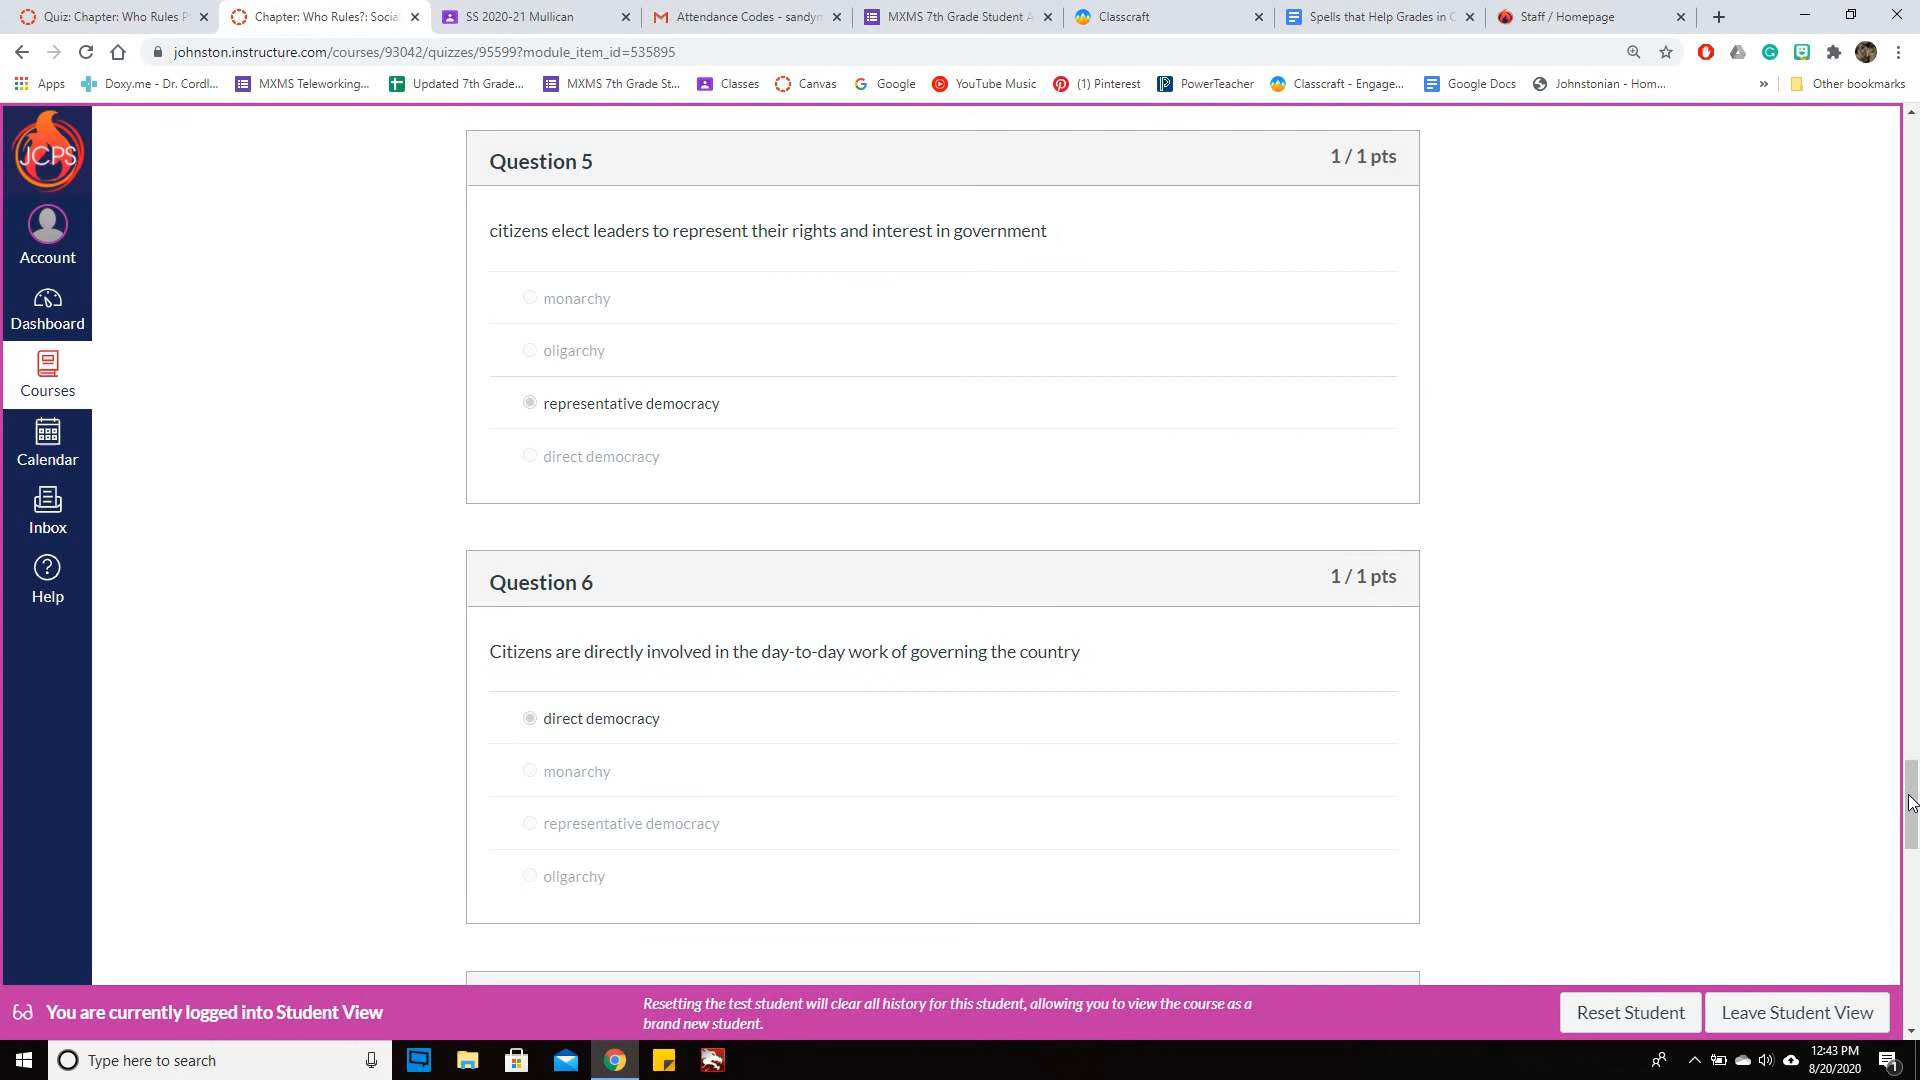 Quiz: Chapter: Who Rules P
Chapter: Who Rules?: Social
SS 2020-21 Mullican
Attendance Codes - sandym
MXMS 7th Grade Student A
Classcraft
Spells that Help Grades in C
Staff / Homepage
johnston.instructure.com/courses/93042/quizzes/95599?module_item_id=535895
Apps
Doxy.me - Dr. Cordl...
MXMS Teleworking...
Updated 7th Grade...
MXMS 7th Grade St...
Classes
Canvas
Google
YouTube Music
(1) Pinterest
PowerTeacher
Classcraft - Engage...
Google Docs
Johnstonian - Hom...
»
Other bookmarks
JCPS
Account
Dashboard
Courses
Calendar
Inbox
Help
Question 5
1 / 1 pts
citizens elect leaders to represent their rights and interest in government
monarchy
oligarchy
representative democracy
direct democracy
Question 6
1 / 1 pts
Citizens are directly involved in the day-to-day work of governing the country
direct democracy
monarchy
representative democracy
oligarchy
You are currently logged into Student View
Resetting the test student will clear all history for this student, allowing you to view the course as a
brand new student.
Reset Student
Leave Student View
Type here to search
12:43 PM
8/20/2020
1